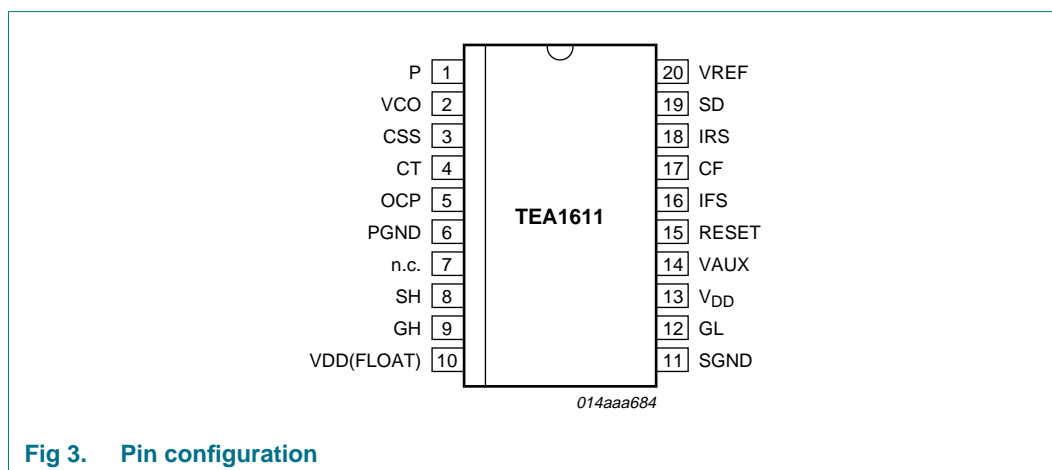 P 1
VCO 2
CSS 3
CT 4
OCP 5
PGND 6
n.c. 7
SH 8
GH 9
VDD(FLOAT) 10
TEA1611
20 VREF
19 SD
18 IRS
17 CF
16 IFS
15 RESET
14 VAUX
13 VDD
12 GL
11 SGND
014aaa684
Fig 3. Pin configuration